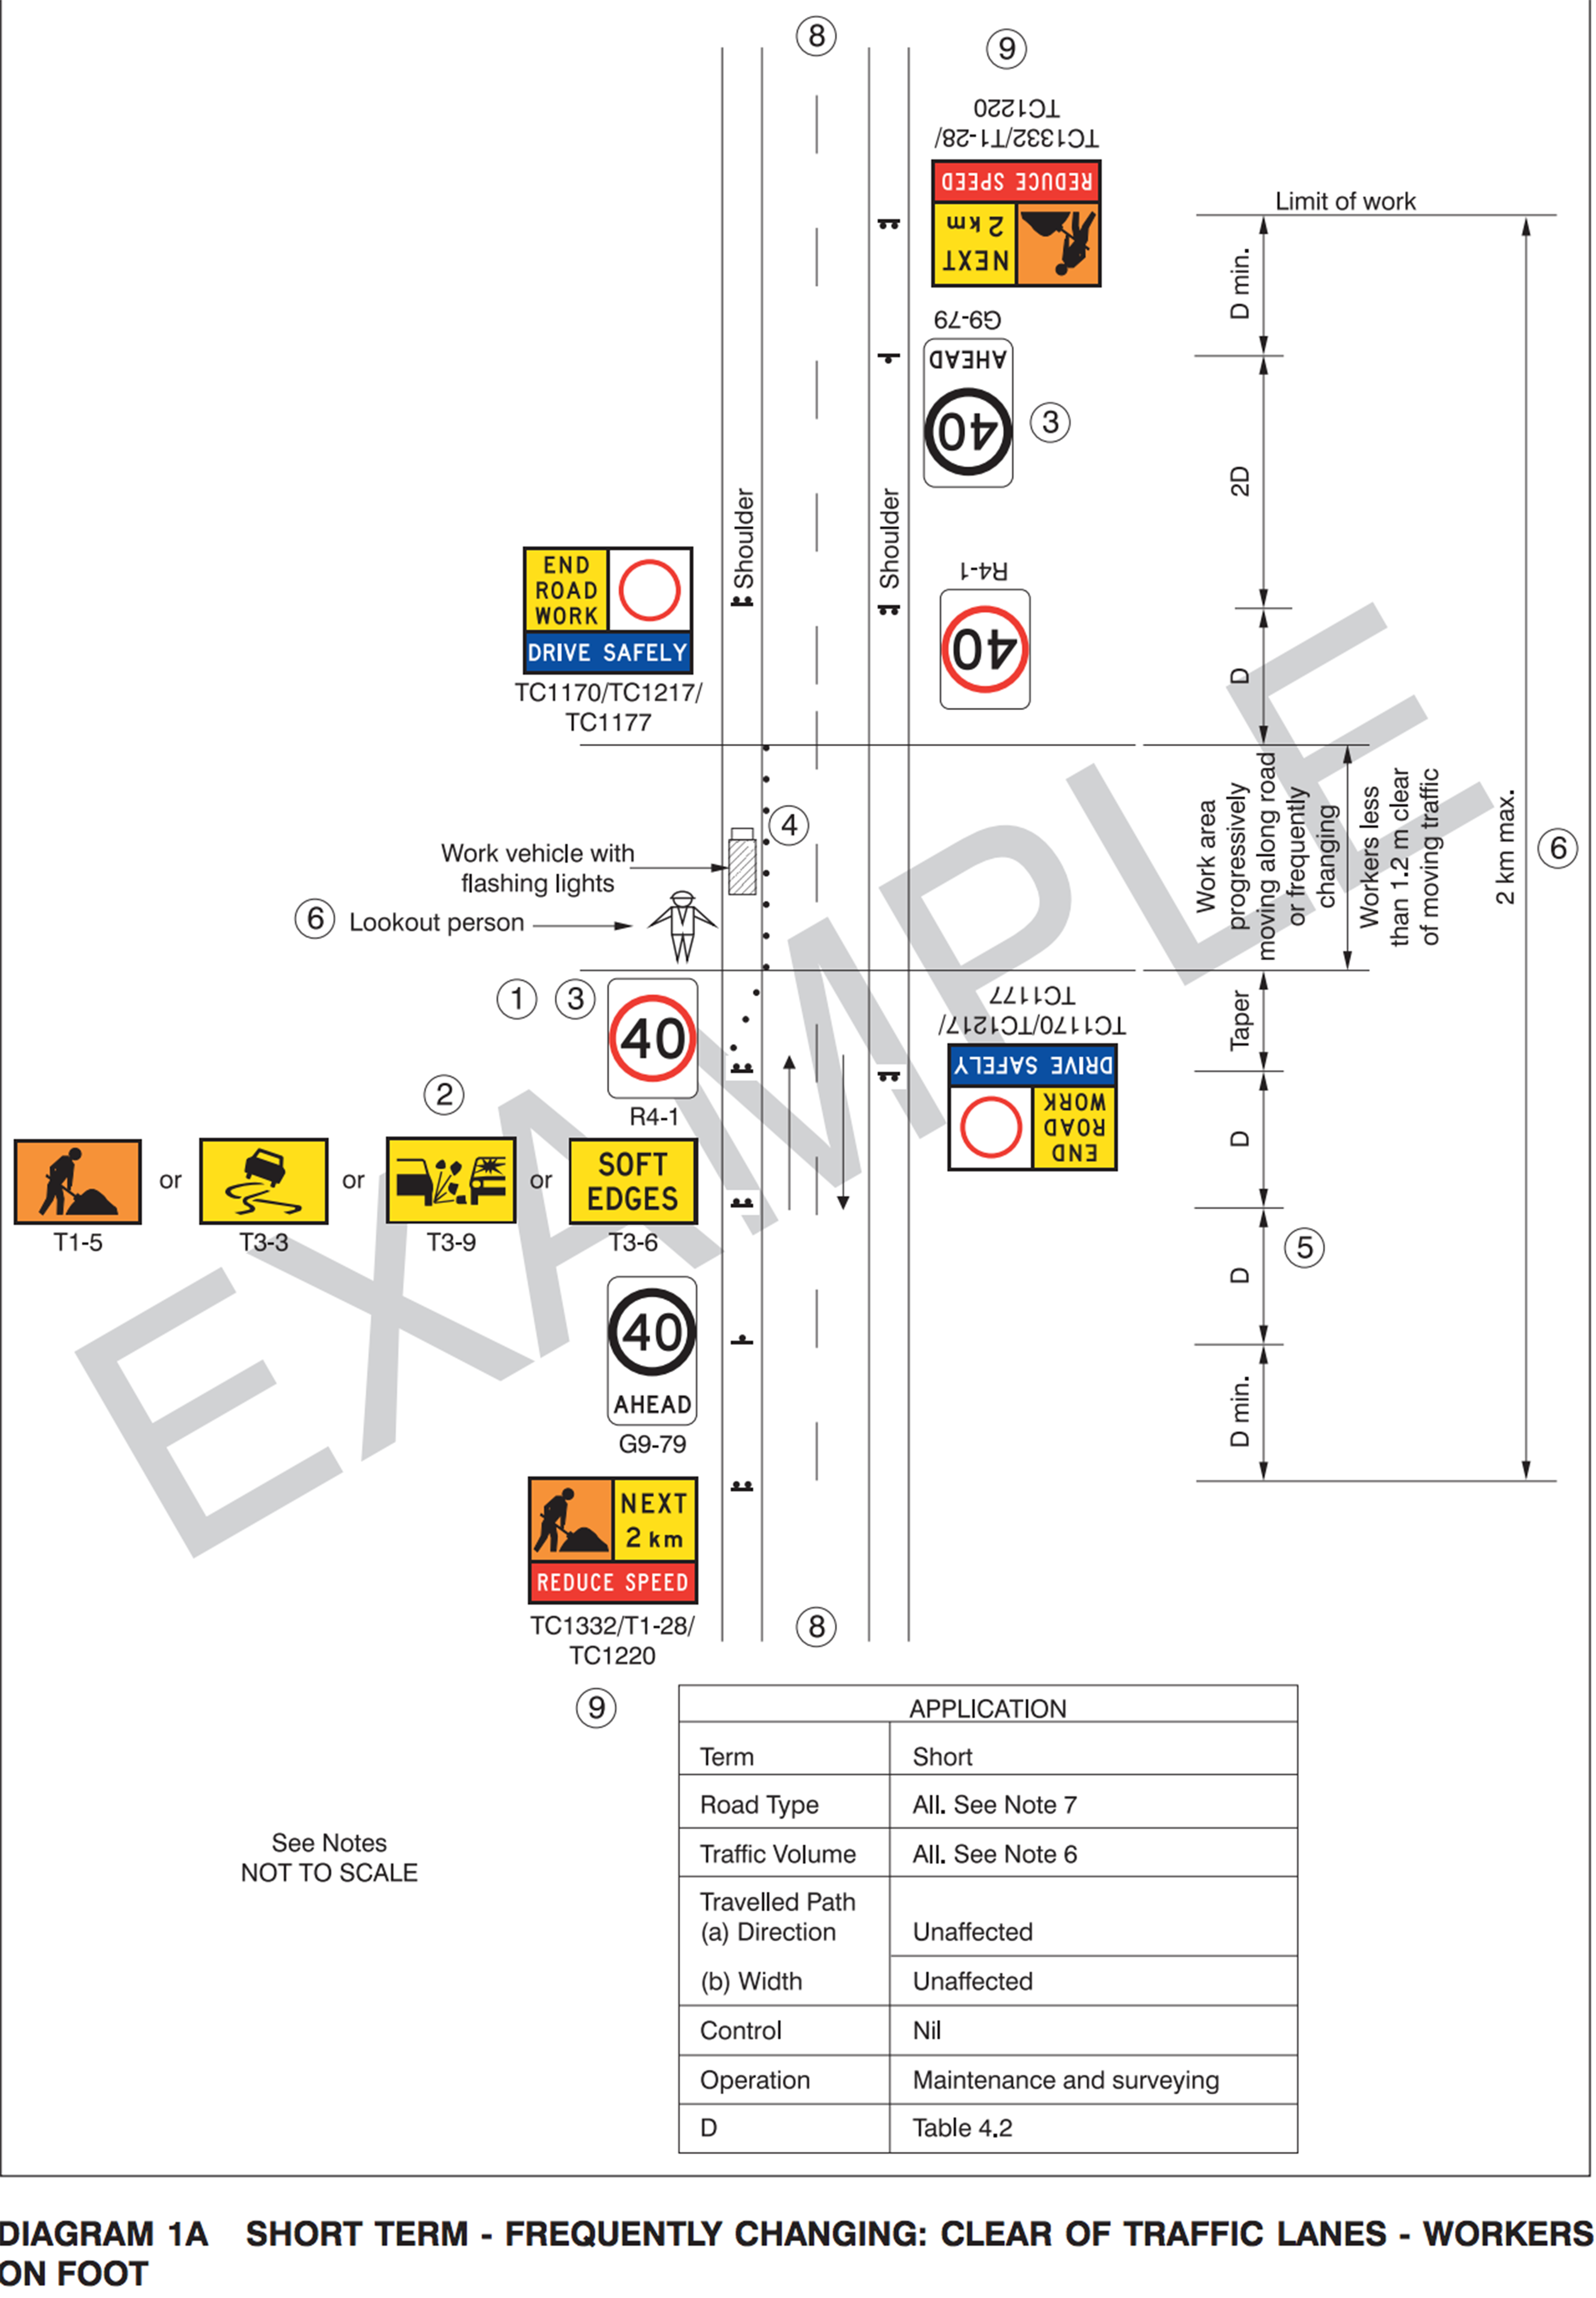 8
9
TC1332/T1-28/
TC1220
REDUCE SPEED
NEXT
2 km
Limit of work
D min.
G9-79
40
AHEAD
3
2D
Shoulder
Shoulder
END
ROAD
WORK
DRIVE SAFELY
TC1170/TC1217/
TC1177
R4-1
40
D
Work area
progressively
moving along road
or frequently
changing
Workers less
than 1.2 m clear
of moving traffic
2 km max.
6
4
Work vehicle with
flashing lights
6
Lookout person
1
3
40
R4-1
TC1170/TC1217/
TC1177
DRIVE SAFELY
END
ROAD
WORK
Taper
D
2
or
or
or
SOFT
EDGES
T1-5
T3-3
T3-9
T3-6
D
5
40
AHEAD
G9-79
D min.
NEXT
2 km
REDUCE SPEED
TC1332/T1-28/
TC1220
8
9
EXAMPLE
APPLICATION
Term
Short
Road Type
All. See Note 7
Traffic Volume
All. See Note 6
Travelled Path
(a) Direction
Unaffected
(b) Width
Unaffected
Control
Nil
Operation
Maintenance and surveying
D
Table 4.2
See Notes
NOT TO SCALE
DIAGRAM 1A SHORT TERM - FREQUENTLY CHANGING: CLEAR OF TRAFFIC LANES - WORKERS
ON FOOT